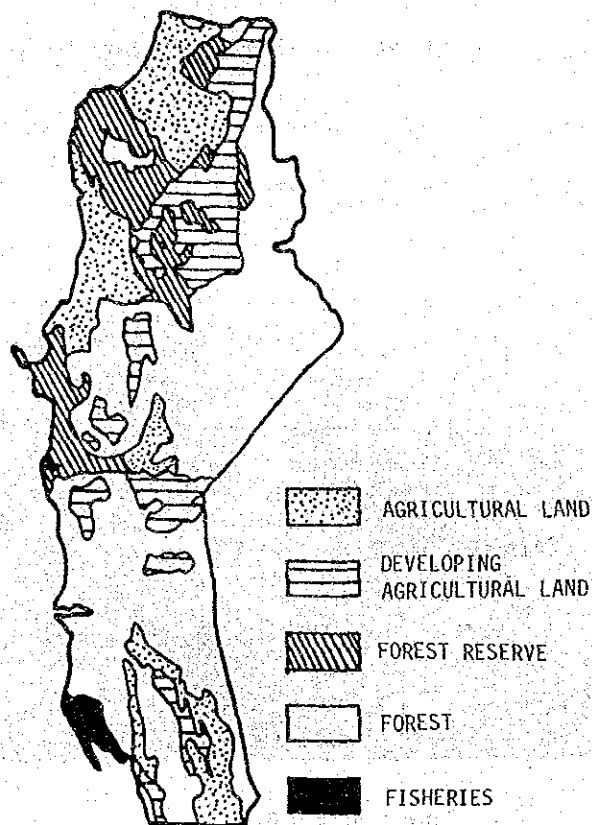 AGRICULTURAL LAND
DEVELOPING
AGRICULTURAL LAND
FOREST RESERVE
FOREST
FISHERIES